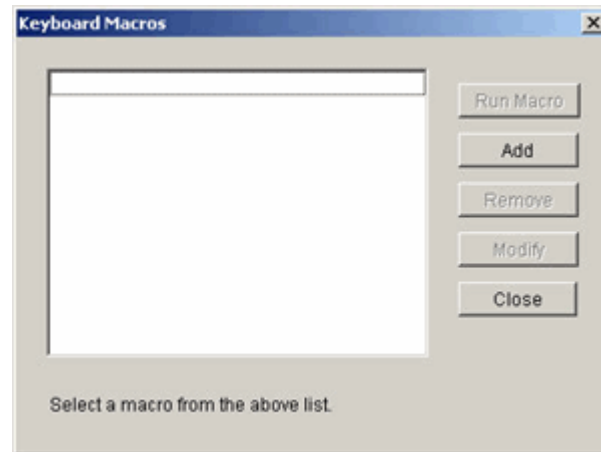 Keyboard Macros
Run Macro
Add
Remove
Modify
Close
Select a macro from the above list.